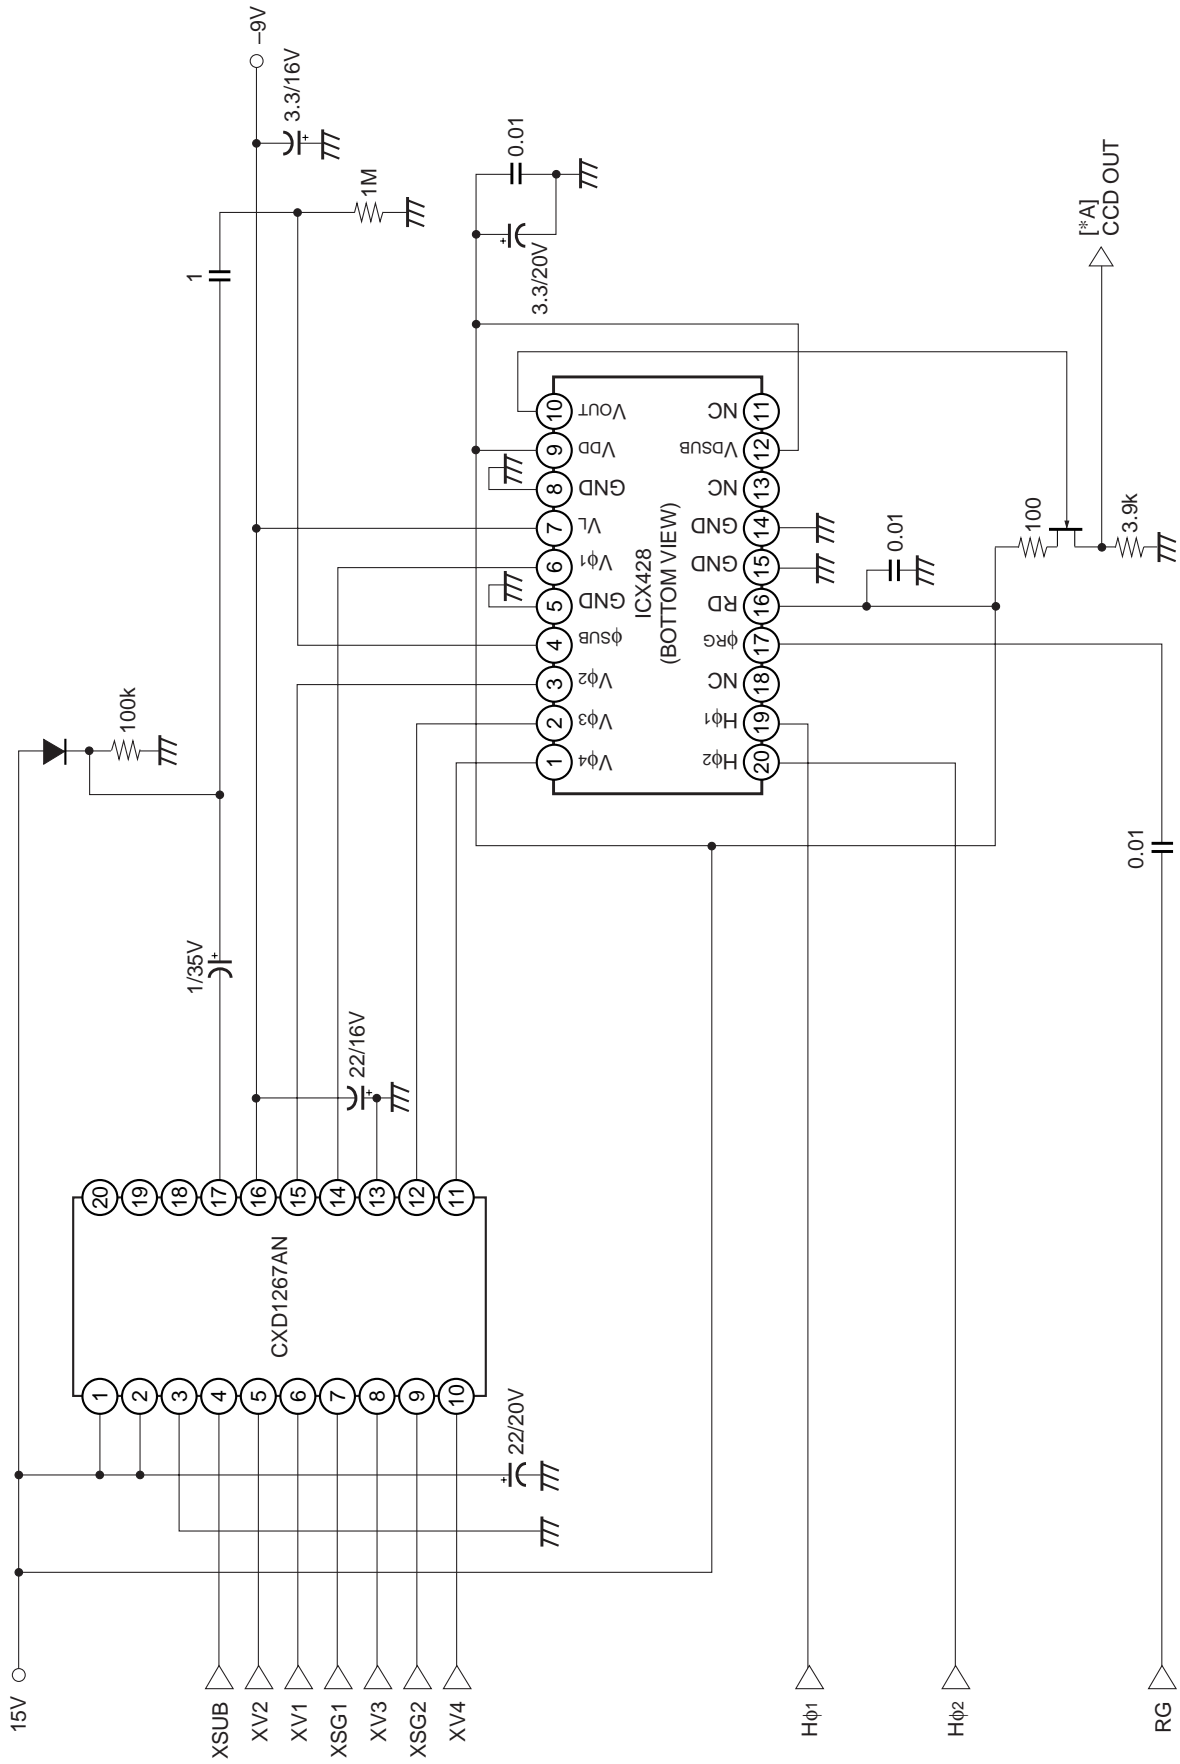 15V
XSUB
XV2
XV1
XSG1
XV3
XSG2
XV4
Hϕ1
Hϕ2
RG
22/20V
1
2
3
4
5
6
7
8
9
10
CXD1267AN
20
19
18
17
16
15
14
13
12
11
22/16V
+
1/35V
+
100k
1
1M
–9V
3.3/16V
+
0.01
3.3/20V
+
1
2
3
4
5
6
7
8
9
10
Vϕ4
Vϕ3
Vϕ2
ϕSUB
GND
Vϕ1
VL
GND
VDD
VOUT
ICX428
(BOTTOM VIEW)
Hϕ2
Hϕ1
NC
ϕRG
RD
GND
GND
NC
VDSUB
NC
20
19
18
17
16
15
14
13
12
11
0.01
0.01
100
3.9k
[*A]
CCD OUT
+